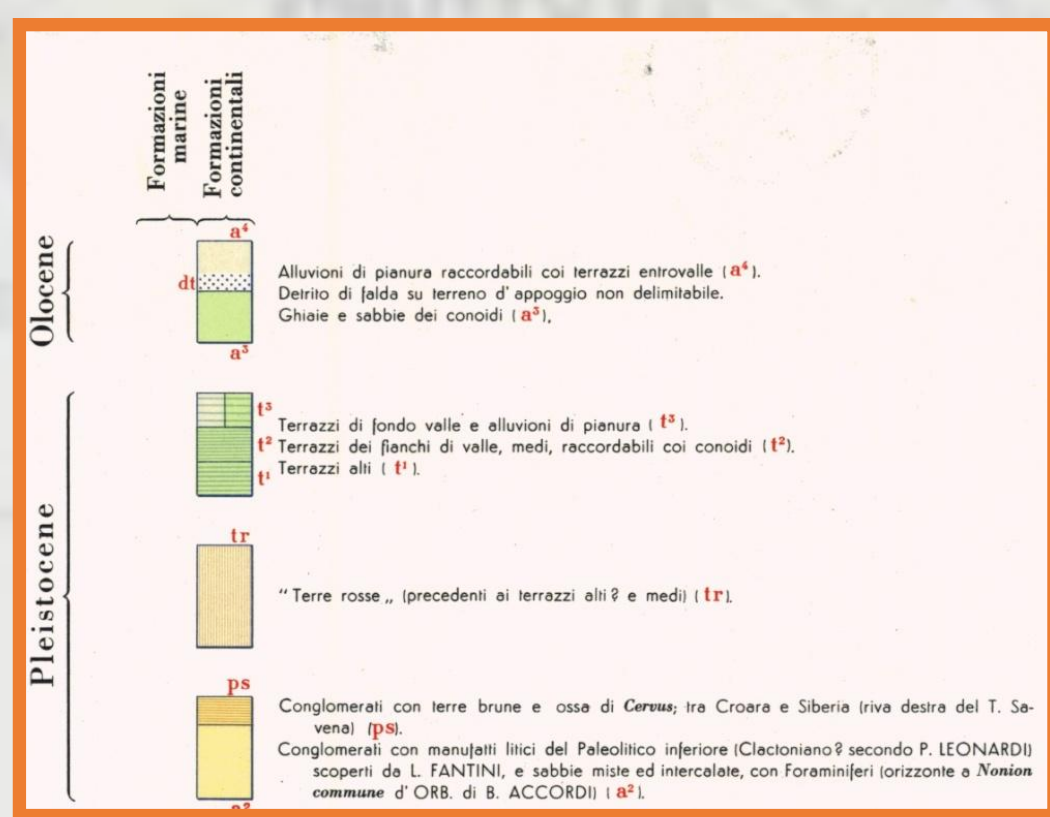 Formazioni
marine
Formazioni
continentali
Olocene
a⁴
dt
a³
Alluvioni di pianura raccordabili coi terrazzi entrovalle (a⁴).
Detrito di falda su terreno d'appoggio non delimitabile.
Ghiaie e sabbie dei conoidi (a³),
Pleistocene
t³
t²
t¹
Terrazzi di fondo valle e alluvioni di pianura (t³).
Terrazzi dei fianchi di valle, medi, raccordabili coi conoidi (t²).
Terrazzi alti (t¹).
tr
“Terre rosse„ (precedenti ai terrazzi alti? e medi) (tr).
ps
Conglomerati con terre brune e ossa di Cervus; tra Croara e Siberia (riva destra del T. Sa-
vena) (ps).
Conglomerati con manufatti litici del Paleolitico inferiore (Clactoniano? secondo P. LEONARDI)
scoperti da L. FANTINI, e sabbie miste ed intercalate, con Foraminiferi (orizzonte a Nonion
commune d'ORB. di B. ACCORDI) (a²).
a²